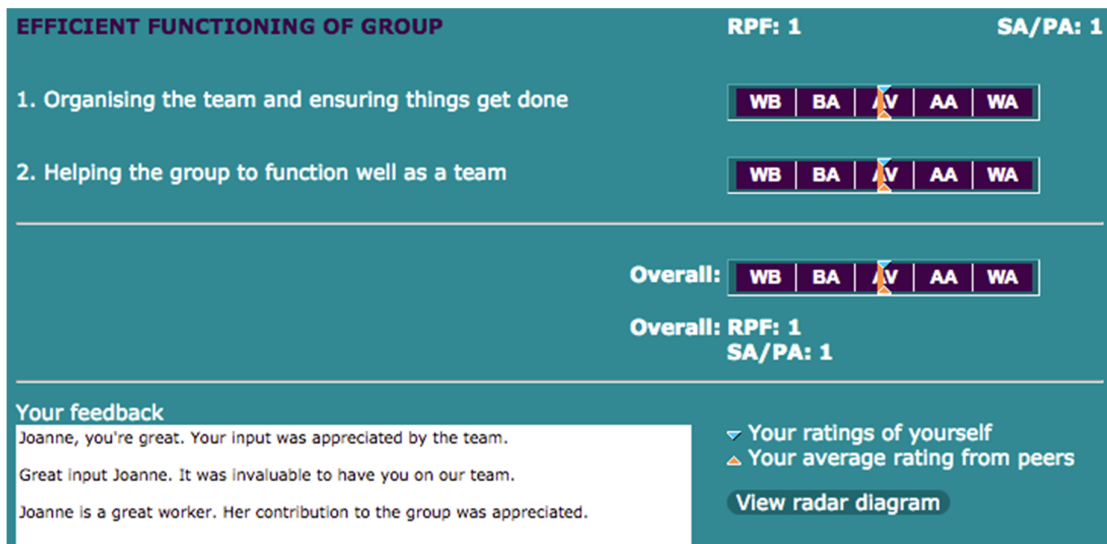 EFFICIENT FUNCTIONING OF GROUP RPF: 1 SA/PA: 1
1. Organising the team and ensuring things get done WB BA AV AA WA
2. Helping the group to function well as a team WB BA AV AA WA
Overall: WB BA AV AA WA
Overall: RPF: 1
SA/PA: 1
Your feedback
Joanne, you're great. Your input was appreciated by the team.
Great input Joanne. It was invaluable to have you on our team.
Joanne is a great worker. Her contribution to the group was appreciated.
Your ratings of yourself
Your average rating from peers
View radar diagram